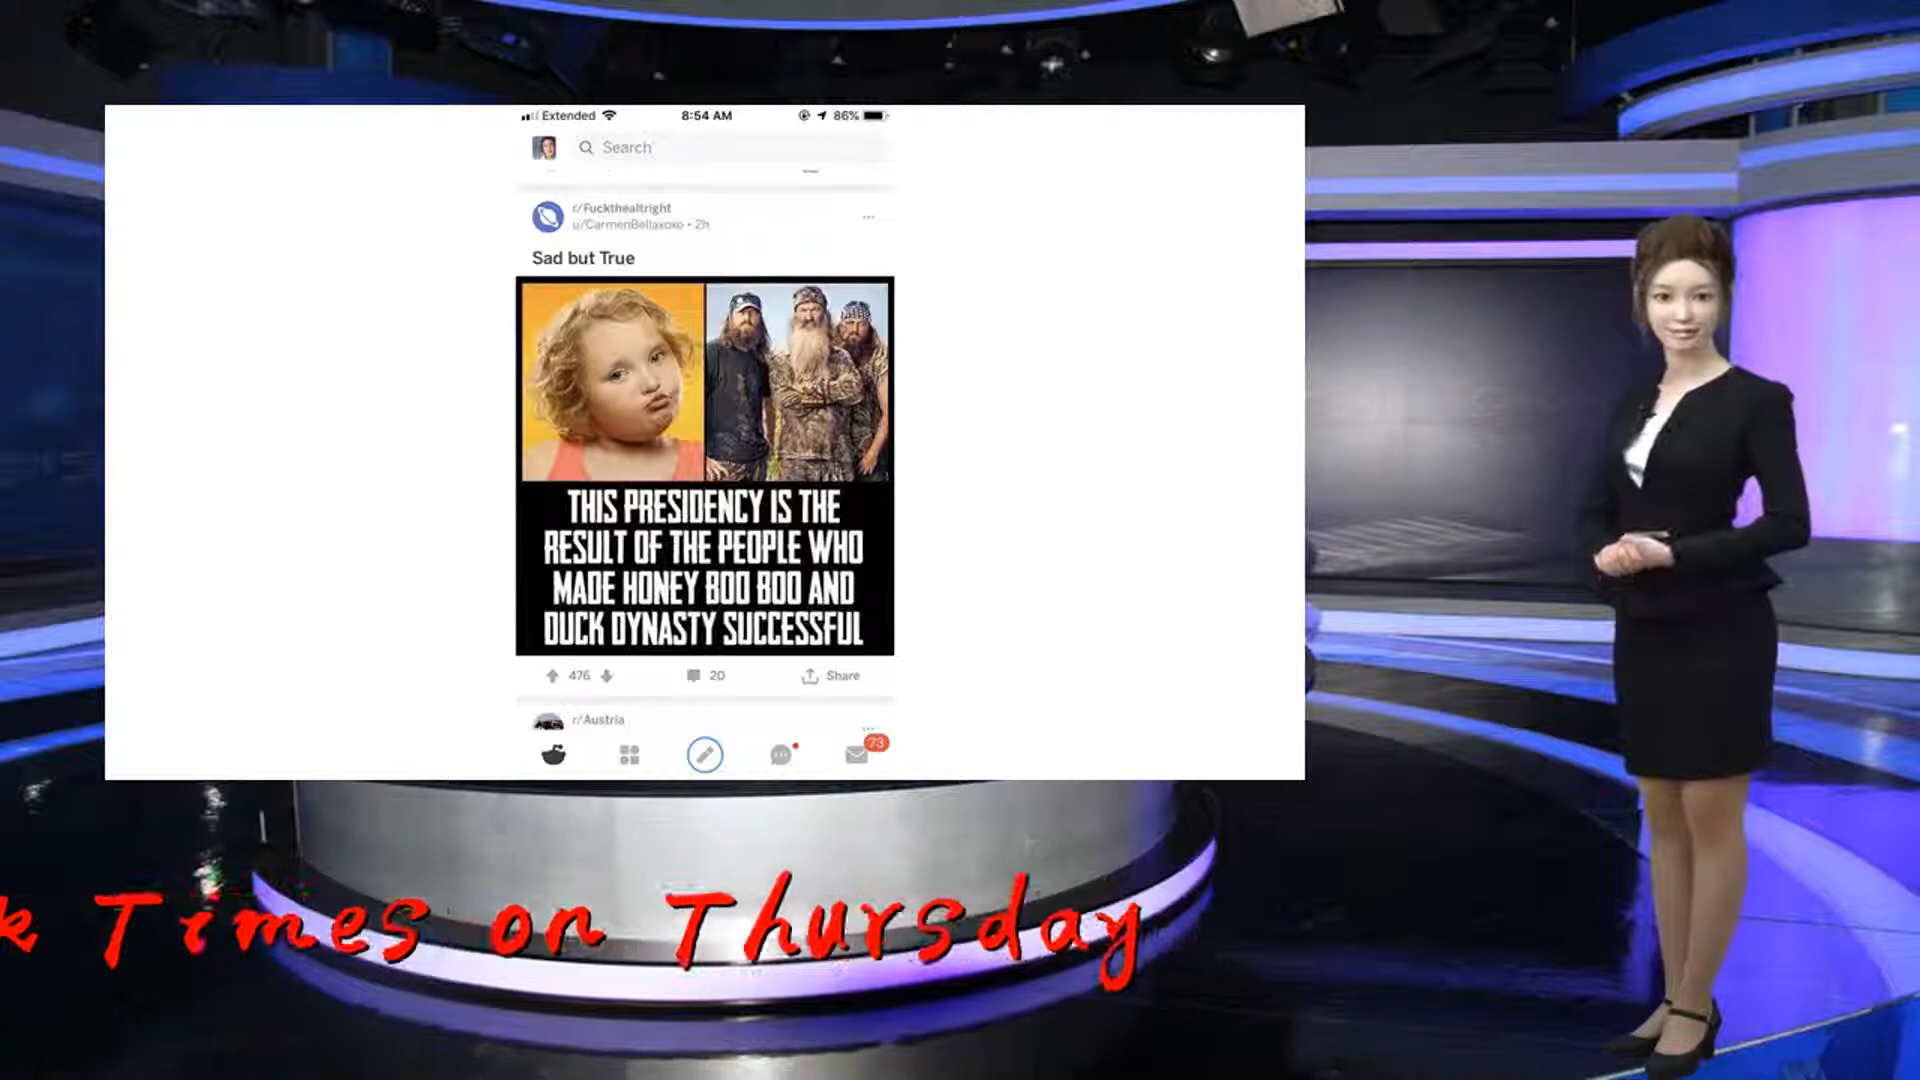 Extended
8:54 AM
86%
Search
r/Fuckthealtright
u/CarmenBellaxoxo • 2h
Sad but True
THIS PRESIDENCY IS THE
RESULT OF THE PEOPLE WHO
MADE HONEY BOO BOO AND
DUCK DYNASTY SUCCESSFUL
476
20
Share
r/Austria
73
k Times on Thursday